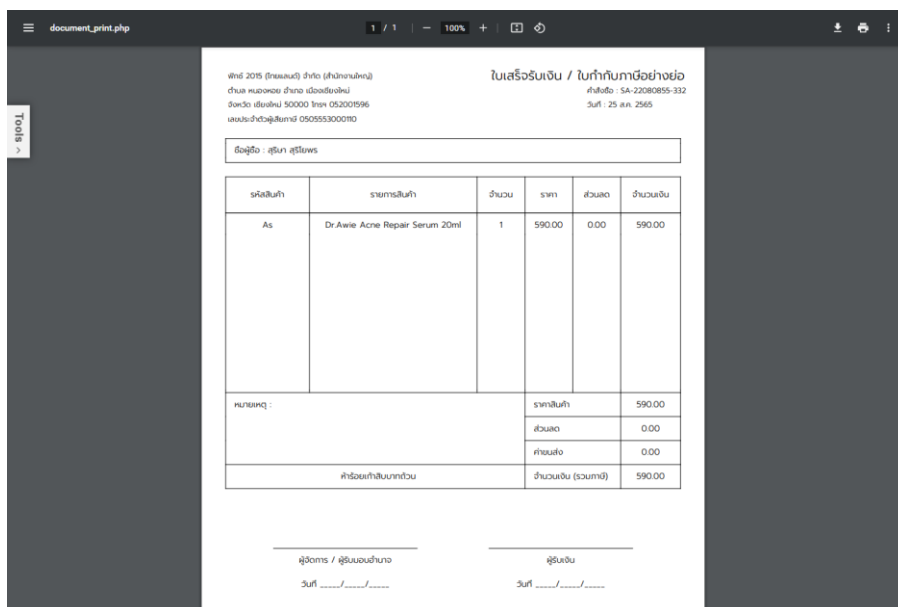 document_print.php
1 / 1
100%
Tools >
ฟิทธ์ 2015 (ไทยแลนด์) จำกัด (สำนักงานใหญ่)
ตำบล หนองหอย อำเภอ เมืองเชียงใหม่
จังหวัด เชียงใหม่ 50000 โทรฯ 052001596
เลขประจำตัวผู้เสียภาษี 0505553000110
ใบเสร็จรับเงิน / ใบกำกับภาษีอย่างย่อ
คำสั่งซื้อ : SA-22080855-332
วันที่ : 25 ส.ค. 2565
ชื่อผู้ซื้อ : สุริษา สุริโยพร
รหัสสินค้า รายการสินค้า จำนวน ราคา ส่วนลด จำนวนเงิน
As Dr.Awie Acne Repair Serum 20ml 1 590.00 0.00 590.00
หมายเหตุ :
ราคาสินค้า 590.00
ส่วนลด 0.00
ค่าขนส่ง 0.00
ห้าร้อยเก้าสิบบาทถ้วน จำนวนเงิน (รวมภาษี) 590.00
ผู้จัดการ / ผู้รับมอบอำนาจ
วันที่ _____/_____/_____
ผู้รับเงิน
วันที่ _____/_____/_____